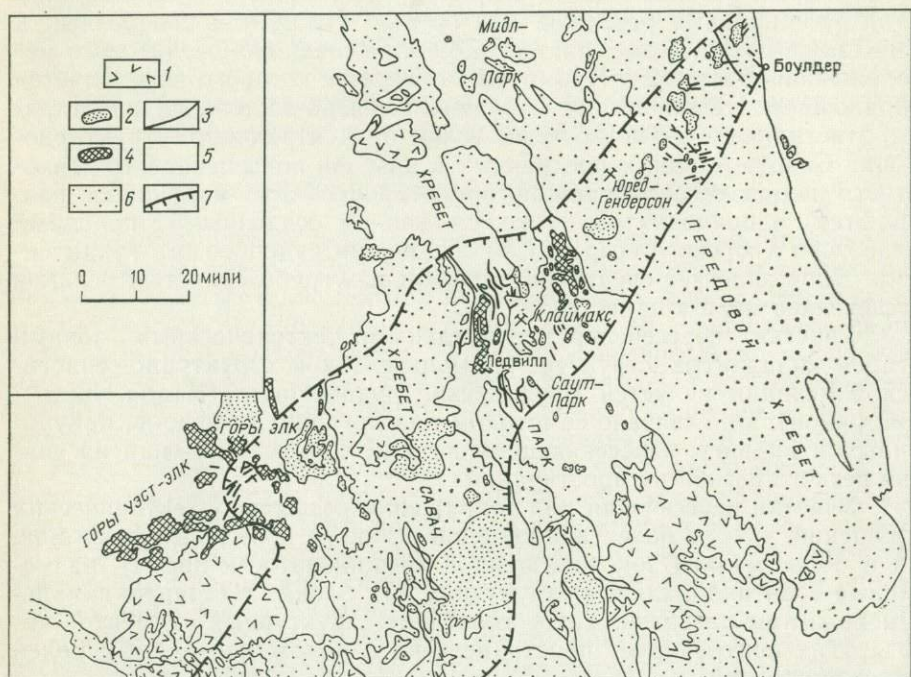 Мидл-
Парк
Боулдер
1
2
3
4
5
6
7
0 10 20 мили
ХРЕБЕТ
Юрэд-
Гендерсон
ПЕРЕДОВОЙ
ХРЕБЕТ
Клаймакс
Ледвилл
Саут-
Парк
ХРЕБЕТ
САВАЧ
ПАРК
ГОРЫ ЭЛК
ГОРЫ УЭСТ-ЭЛК